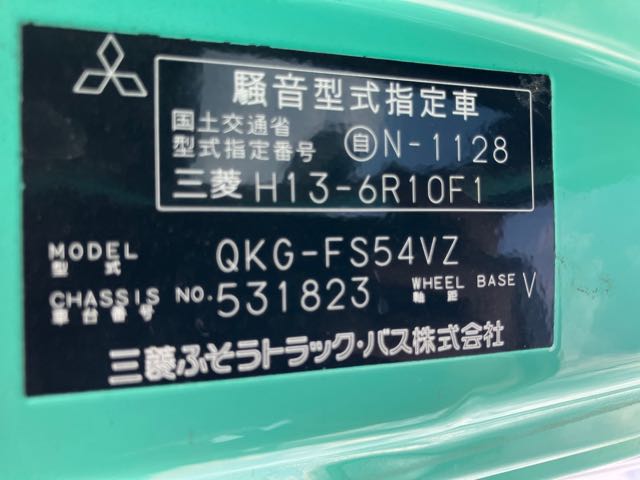 騒音型式指定車
国土交通省
型式指定番号 自N-1128
三菱 H13-6R10F1
MODEL QKG-FS54VZ
型式
CHASSIS NO. 531823 WHEEL BASE V
車台番号 軸距
三菱ふそうトラック・バス株式会社